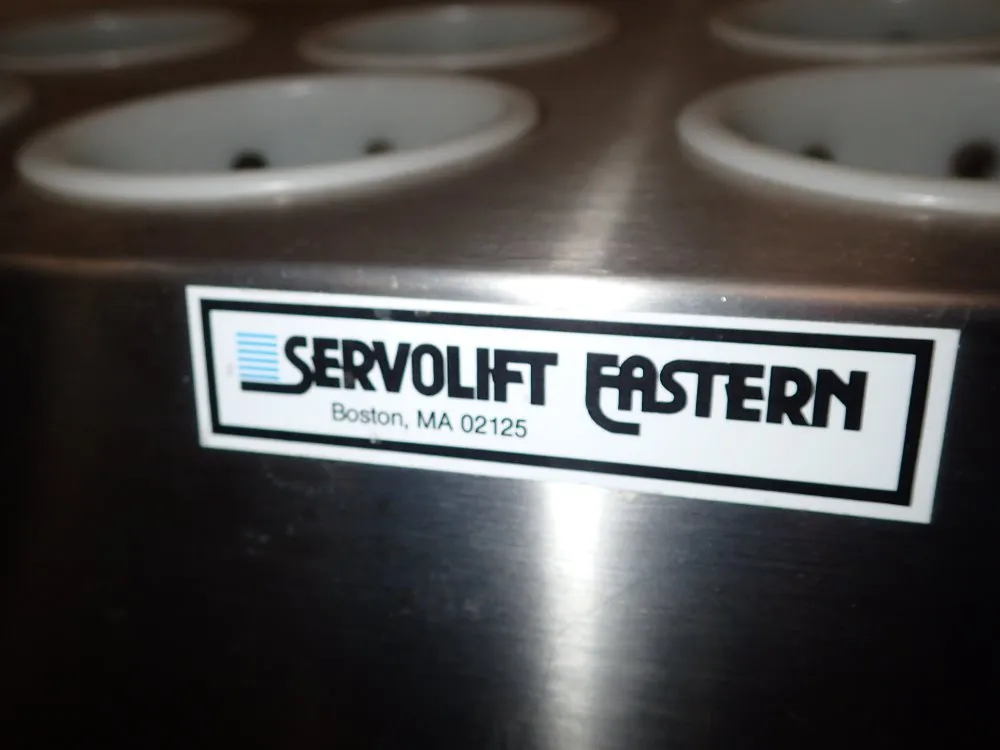 SERVOLIFT EASTERN
Boston, MA 02125